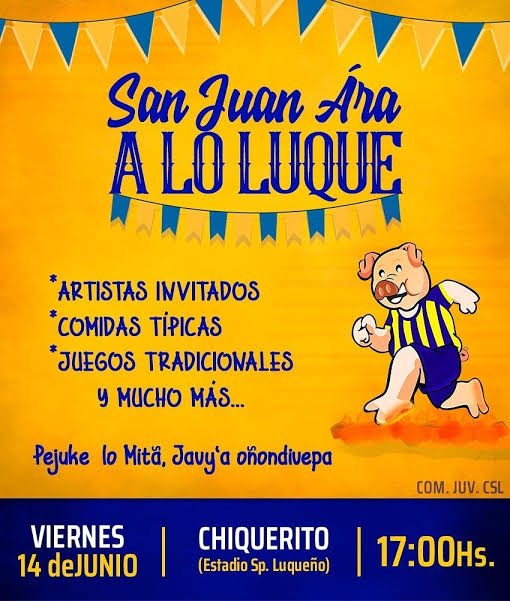 San Juan Ára
A LO LUQUE
*ARTISTAS INVITADOS
*COMIDAS TÍPICAS
*JUEGOS TRADICIONALES
Y MUCHO MÁS...
Pejuke lo Mitã, Javy'a oñondivepa
COM. JUV. CSL
VIERNES
14 deJUNIO
CHIQUERITO
(Estadio Sp. Luqueño)
17:00Hs.